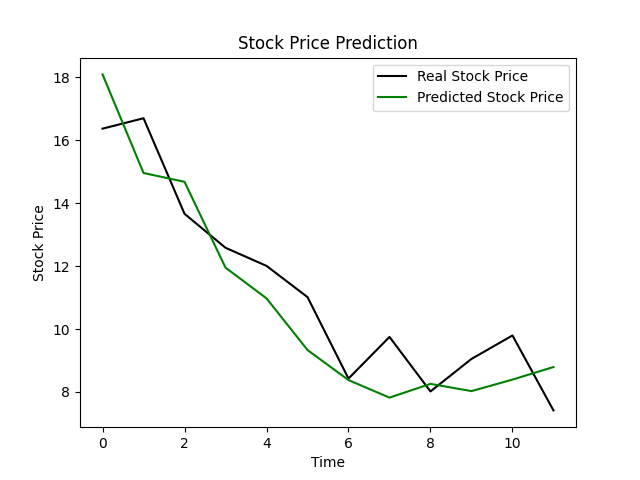 Stock Price Prediction
Real Stock Price
Predicted Stock Price
Stock Price
18
16
14
12
10
8
0 2 4 6 8 10
Time